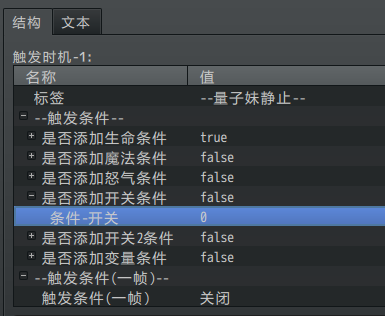 结构 文本
触发时机-1:
名称 值
标签 --量子妹静止--
--触发条件--
是否添加生命条件 true
是否添加魔法条件 false
是否添加怒气条件 false
是否添加开关条件 false
条件-开关 0
是否添加开关2条件 false
是否添加变量条件 false
--触发条件(一帧)--
触发条件(一帧) 关闭